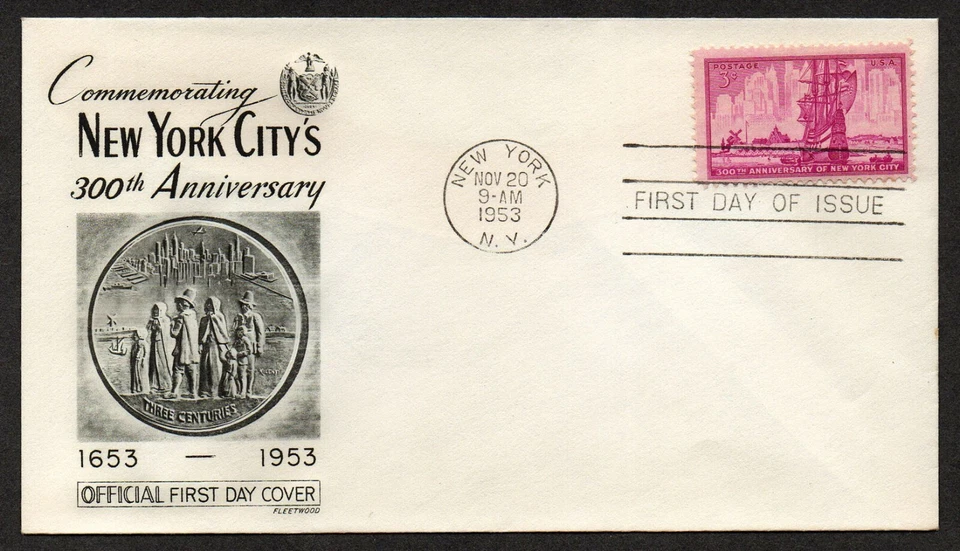 Commemorating
NEW YORK CITY'S
300th Anniversary
THREE CENTURIES
1653 — 1953
OFFICIAL FIRST DAY COVER
FLEETWOOD
NEW YORK
NOV 20
9-AM
1953
N.Y.
POSTAGE U.S.A.
3¢
300TH ANNIVERSARY OF NEW YORK CITY
FIRST DAY OF ISSUE